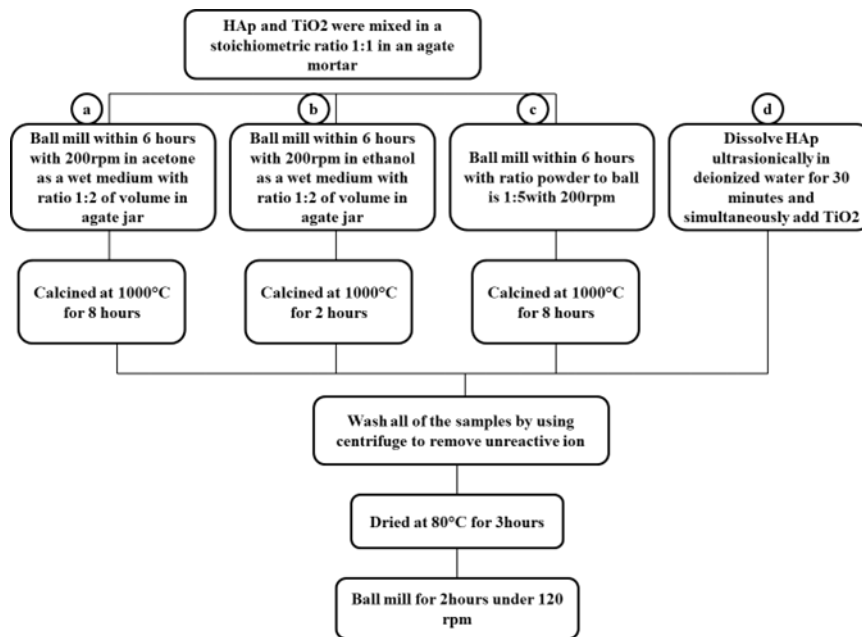 HAp and TiO2 were mixed in a
stoichiometric ratio 1:1 in an agate
mortar
a
Ball mill within 6 hours
with 200rpm in acetone
as a wet medium with
ratio 1:2 of volume in
agate jar
b
Ball mill within 6 hours
with 200rpm in ethanol
as a wet medium with
ratio 1:2 of volume in
agate jar
c
Ball mill within 6 hours
with ratio powder to ball
is 1:5with 200rpm
d
Dissolve HAp
ultrasionically in
deionized water for 30
minutes and
simultaneously add TiO2
Calcined at 1000°C
for 8 hours
Calcined at 1000°C
for 2 hours
Calcined at 1000°C
for 8 hours
Wash all of the samples by using
centrifuge to remove unreactive ion
Dried at 80°C for 3hours
Ball mill for 2hours under 120
rpm